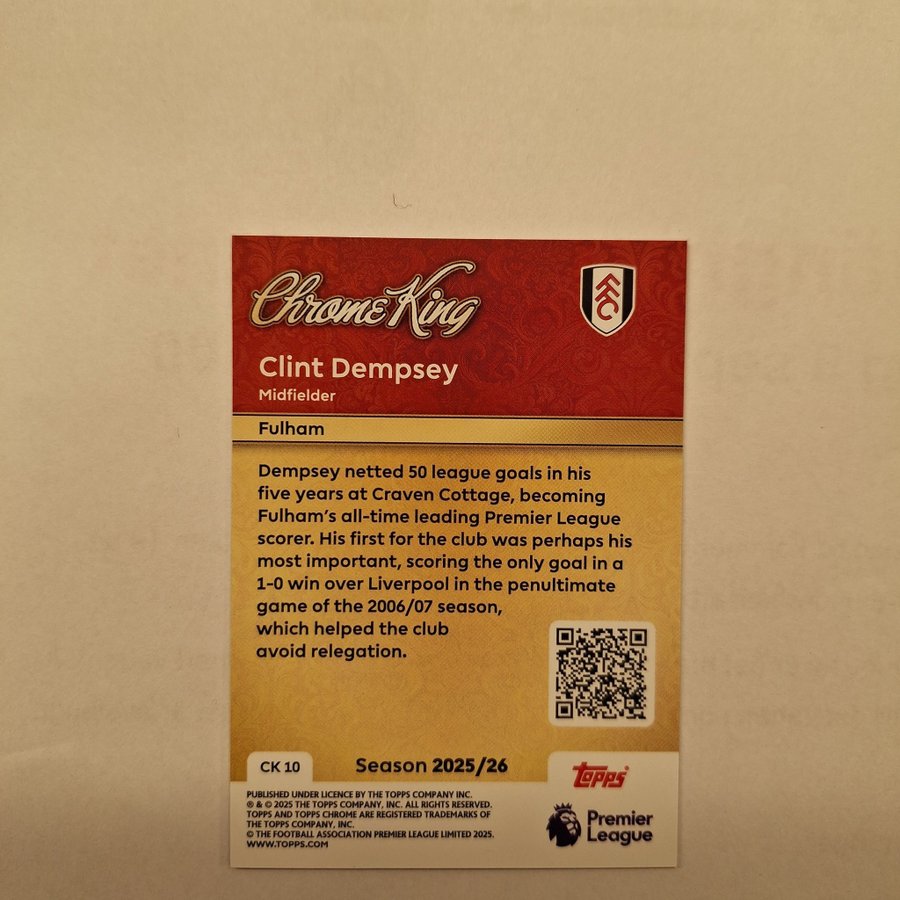 Chrome King
FFC
Clint Dempsey
Midfielder
Fulham
Dempsey netted 50 league goals in his
five years at Craven Cottage, becoming
Fulham's all-time leading Premier League
scorer. His first for the club was perhaps his
most important, scoring the only goal in a
1-0 win over Liverpool in the penultimate
game of the 2006/07 season,
which helped the club
avoid relegation.
CK 10
Season 2025/26
Topps
PUBLISHED UNDER LICENCE BY THE TOPPS COMPANY INC.
® & © 2025 THE TOPPS COMPANY, INC. ALL RIGHTS RESERVED.
TOPPS AND TOPPS CHROME ARE REGISTERED TRADEMARKS OF
THE TOPPS COMPANY, INC.
© THE FOOTBALL ASSOCIATION PREMIER LEAGUE LIMITED 2025.
WWW.TOPPS.COM
Premier
League